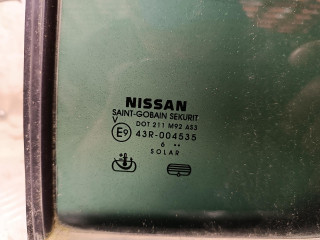 NISSAN
SAINT-GOBAIN SEKURIT
V DOT 211 M92 AS3
E9 43R-004535
6 ..
SOLAR